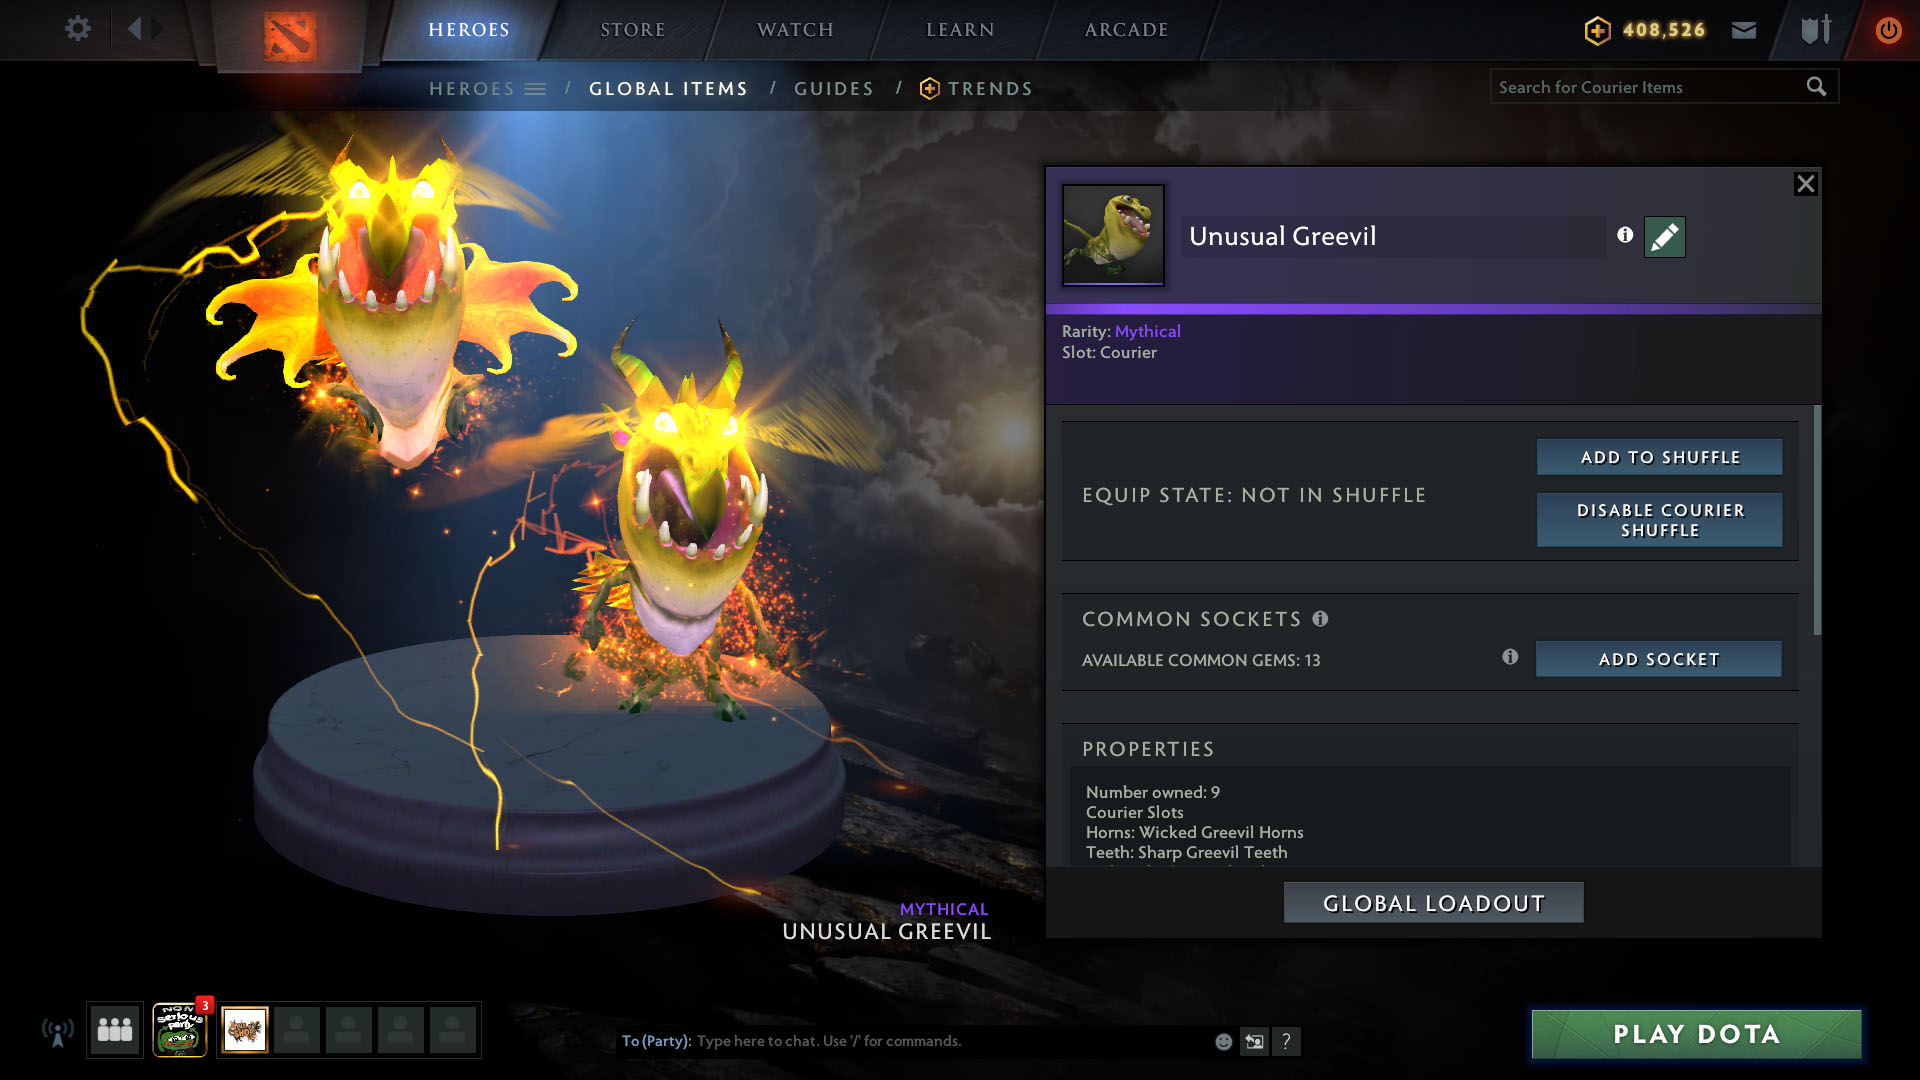 HEROES
STORE
WATCH
LEARN
ARCADE
408,526
HEROES / GLOBAL ITEMS / GUIDES / TRENDS
Search for Courier Items
Unusual Greevil
Rarity: Mythical
Slot: Courier
EQUIP STATE: NOT IN SHUFFLE
ADD TO SHUFFLE
DISABLE COURIER
SHUFFLE
COMMON SOCKETS
AVAILABLE COMMON GEMS: 13
ADD SOCKET
PROPERTIES
Number owned: 9
Courier Slots
Horns: Wicked Greevil Horns
Teeth: Sharp Greevil Teeth
GLOBAL LOADOUT
MYTHICAL
UNUSUAL GREEVIL
3
NON
SERIOUS
PARTY
To (Party): Type here to chat. Use '/' for commands.
?
PLAY DOTA